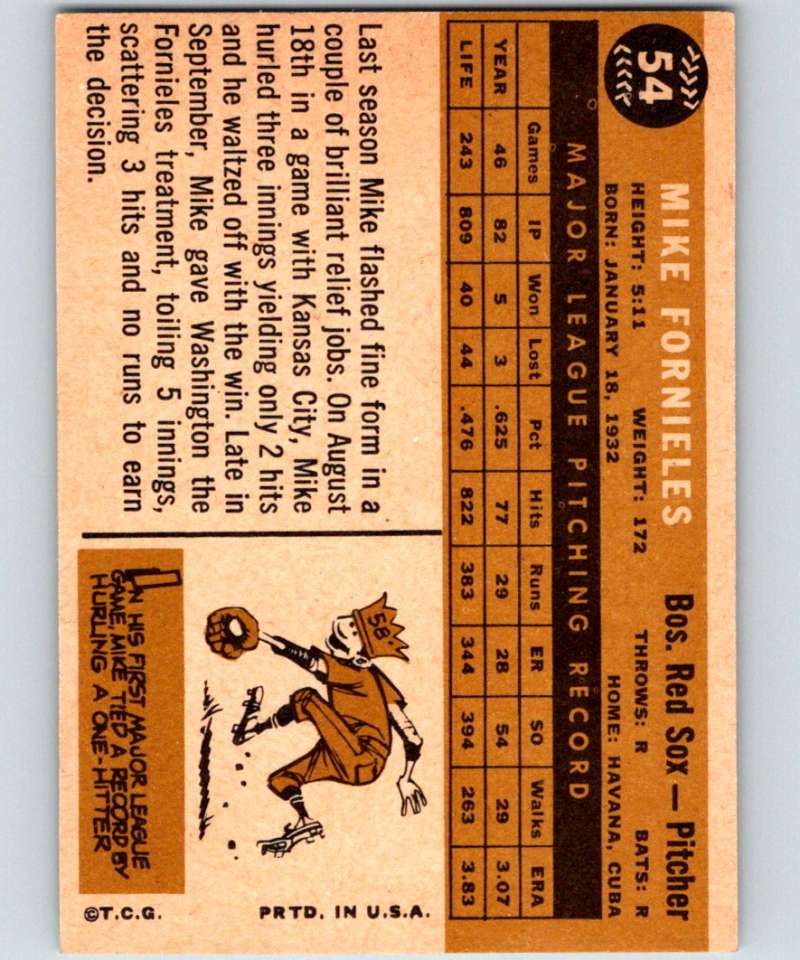 54
MIKE FORNIELES Bos. Red Sox — Pitcher
HEIGHT: 5:11 WEIGHT: 172 THROWS: R BATS: R
BORN: JANUARY 18, 1932 HOME: HAVANA, CUBA
MAJOR LEAGUE PITCHING RECORD
Games IP Won Lost Pct Hits Runs ER SO Walks ERA
YEAR 46 82 5 3 .625 77 29 28 54 29 3.07
LIFE 243 809 40 44 .476 822 383 344 394 263 3.83
Last season Mike flashed fine form in a
couple of brilliant relief jobs. On August
18th in a game with Kansas City, Mike
hurled three innings yielding only 2 hits
and he waltzed off with the win. Late in
September, Mike gave Washington the
Fornieles treatment, toiling 5 innings,
scattering 3 hits and no runs to earn
the decision.
58
IN HIS FIRST MAJOR LEAGUE
GAME, MIKE TIED A RECORD BY
HURLING A ONE-HITTER
©T.C.G. PRTD. IN U.S.A.